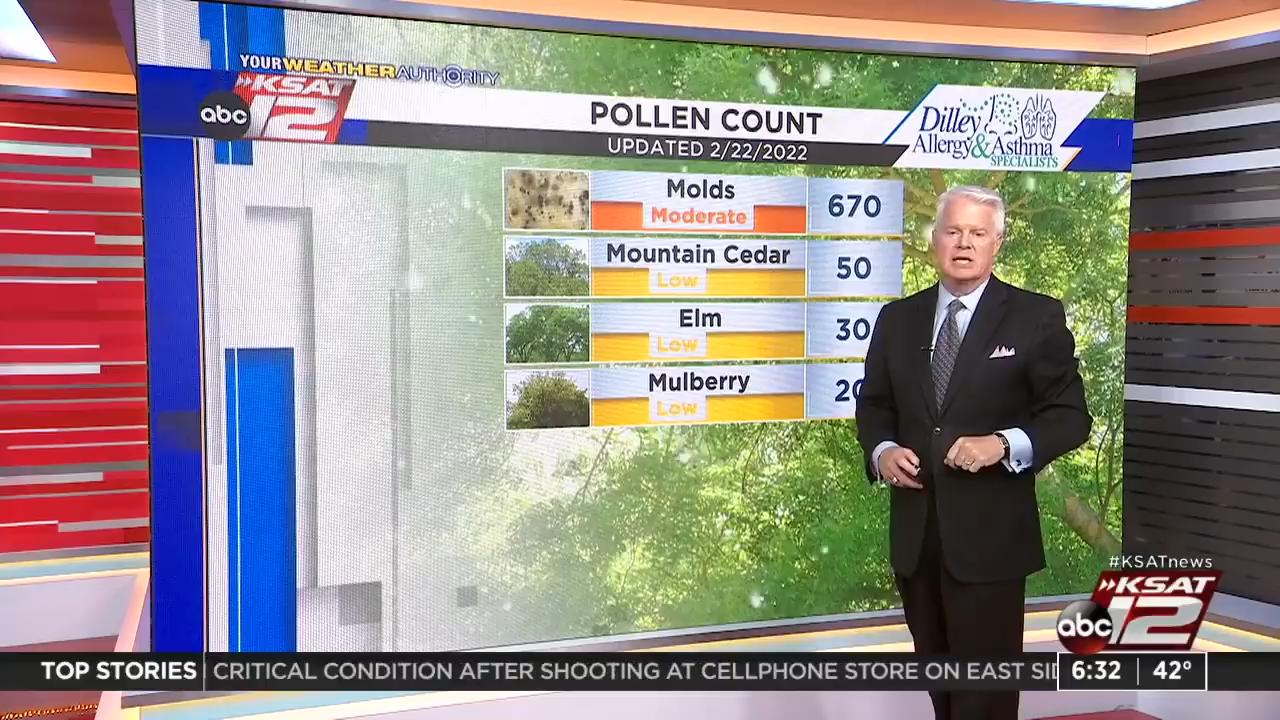 YOUR WEATHER AUTHORITY
KSAT
abc 12
POLLEN COUNT
UPDATED 2/22/2022
Dilley
Allergy & Asthma
SPECIALISTS
Molds
Moderate
670
Mountain Cedar
Low
50
Elm
Low
30
Mulberry
Low
20
#KSATnews
KSAT
abc 12
TOP STORIES CRITICAL CONDITION AFTER SHOOTING AT CELLPHONE STORE ON EAST SI
6:32 42°